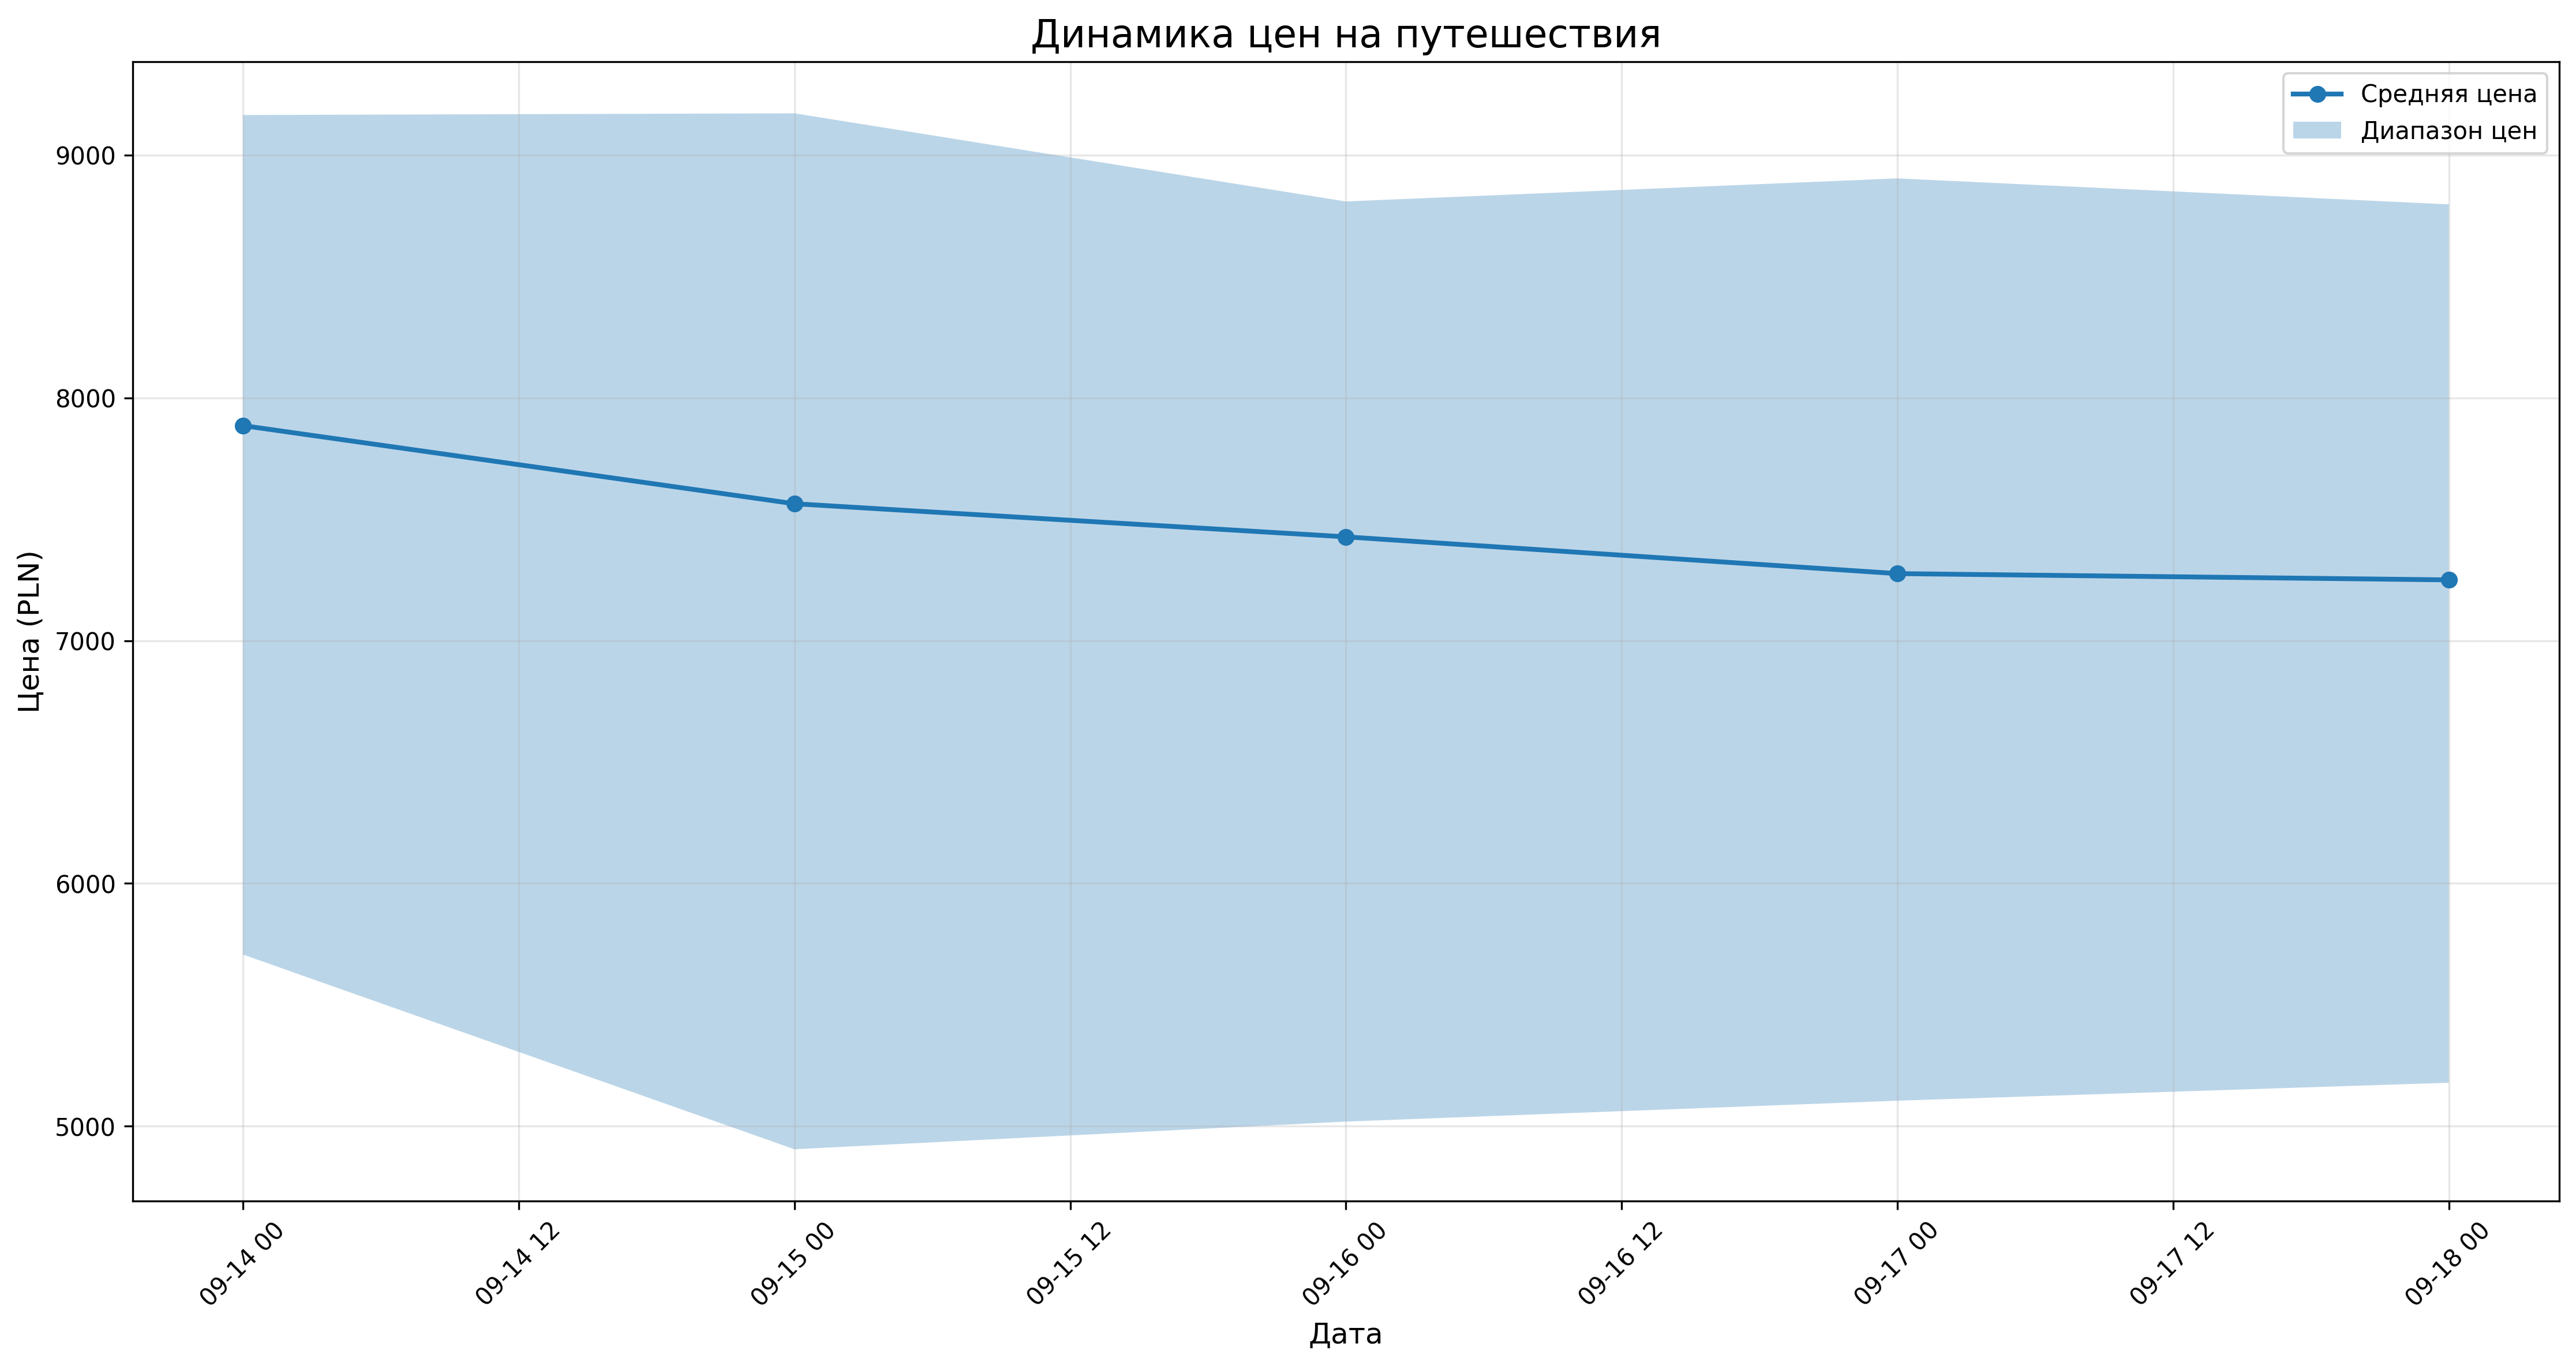 Динамика цен на путешествия
Средняя цена
Диапазон цен
9000
8000
7000
6000
5000
Цена (PLN)
09-14 00
09-14 12
09-15 00
09-15 12
09-16 00
09-16 12
09-17 00
09-17 12
09-18 00
Дата